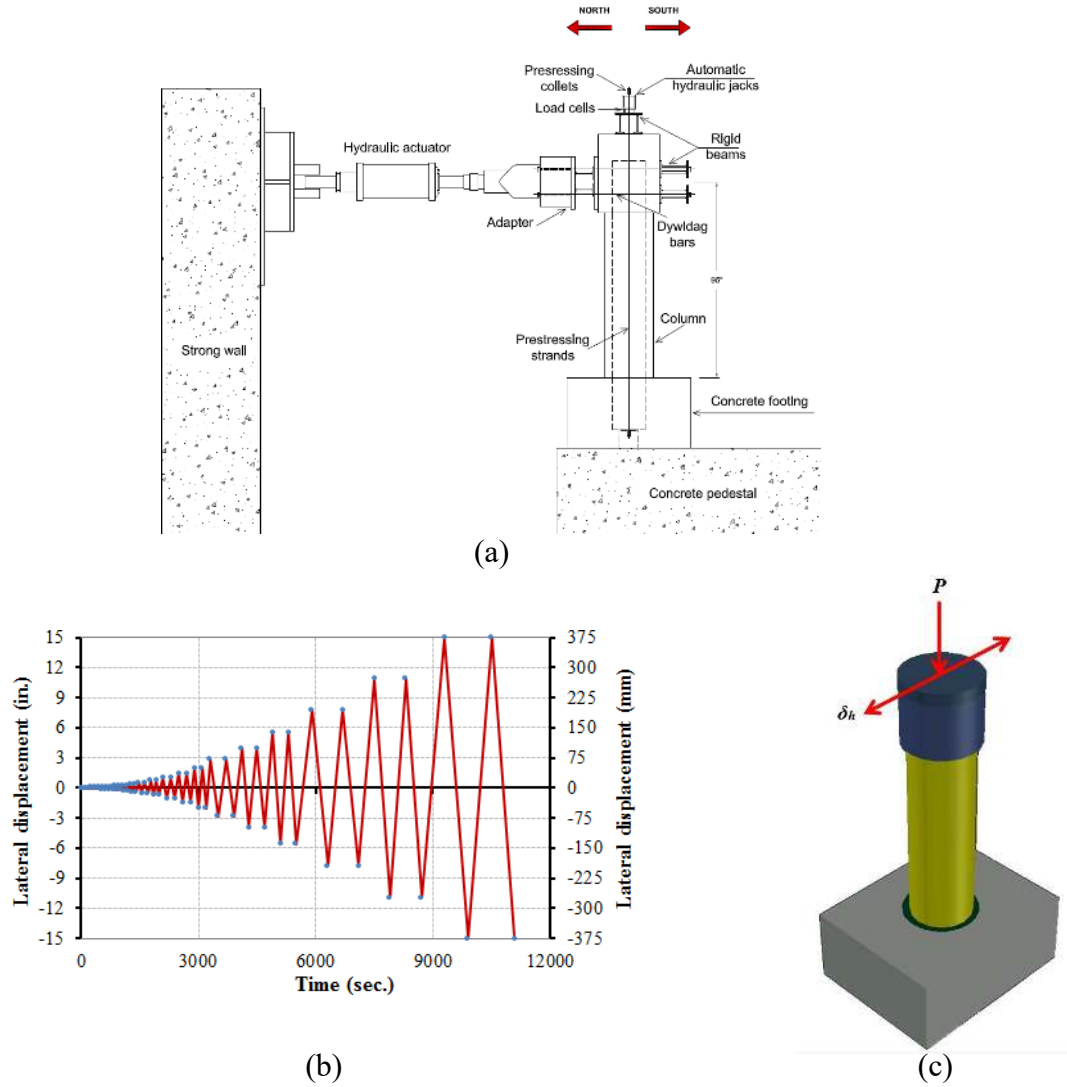 NORTH SOUTH
Presressing
collets
Automatic
hydraulic jacks
Load cells
Rigid
beams
Hydraulic actuator
Adapter
Dywldag
bars
96"
Column
Prestressing
strands
Strong wall
Concrete footing
Concrete pedestal
(a)
Lateral displacement (in.)
15
12
9
6
3
0
-3
-6
-9
-12
-15
375
300
225
150
75
0
-75
-150
-225
-300
-375
Lateral displacement (mm)
0 3000 6000 9000 12000
Time (sec.)
(b)
P
δh
(c)